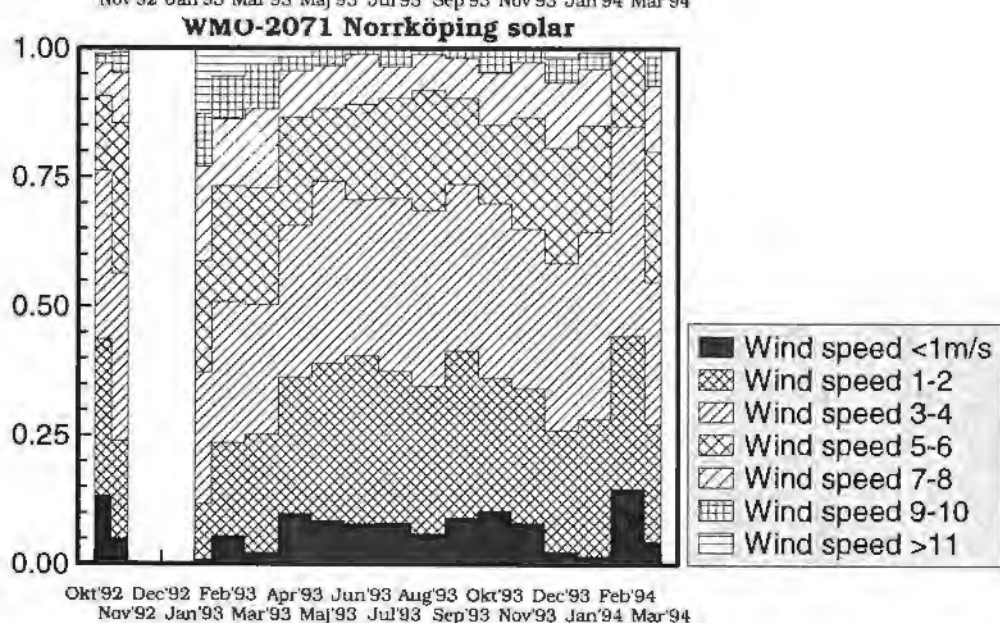 Nov'92 Jan'93 Mar'93 Maj'93 Jul'93 Sep'93 Nov'93 Jan'94 Mar'94
WMO-2071 Norrköping solar
1.00
0.75
0.50
0.25
0.00
Wind speed <1m/s
Wind speed 1-2
Wind speed 3-4
Wind speed 5-6
Wind speed 7-8
Wind speed 9-10
Wind speed >11
Okt'92 Dec'92 Feb'93 Apr'93 Jun'93 Aug'93 Okt'93 Dec'93 Feb'94
Nov'92 Jan'93 Mar'93 Maj'93 Jul'93 Sep'93 Nov'93 Jan'94 Mar'94